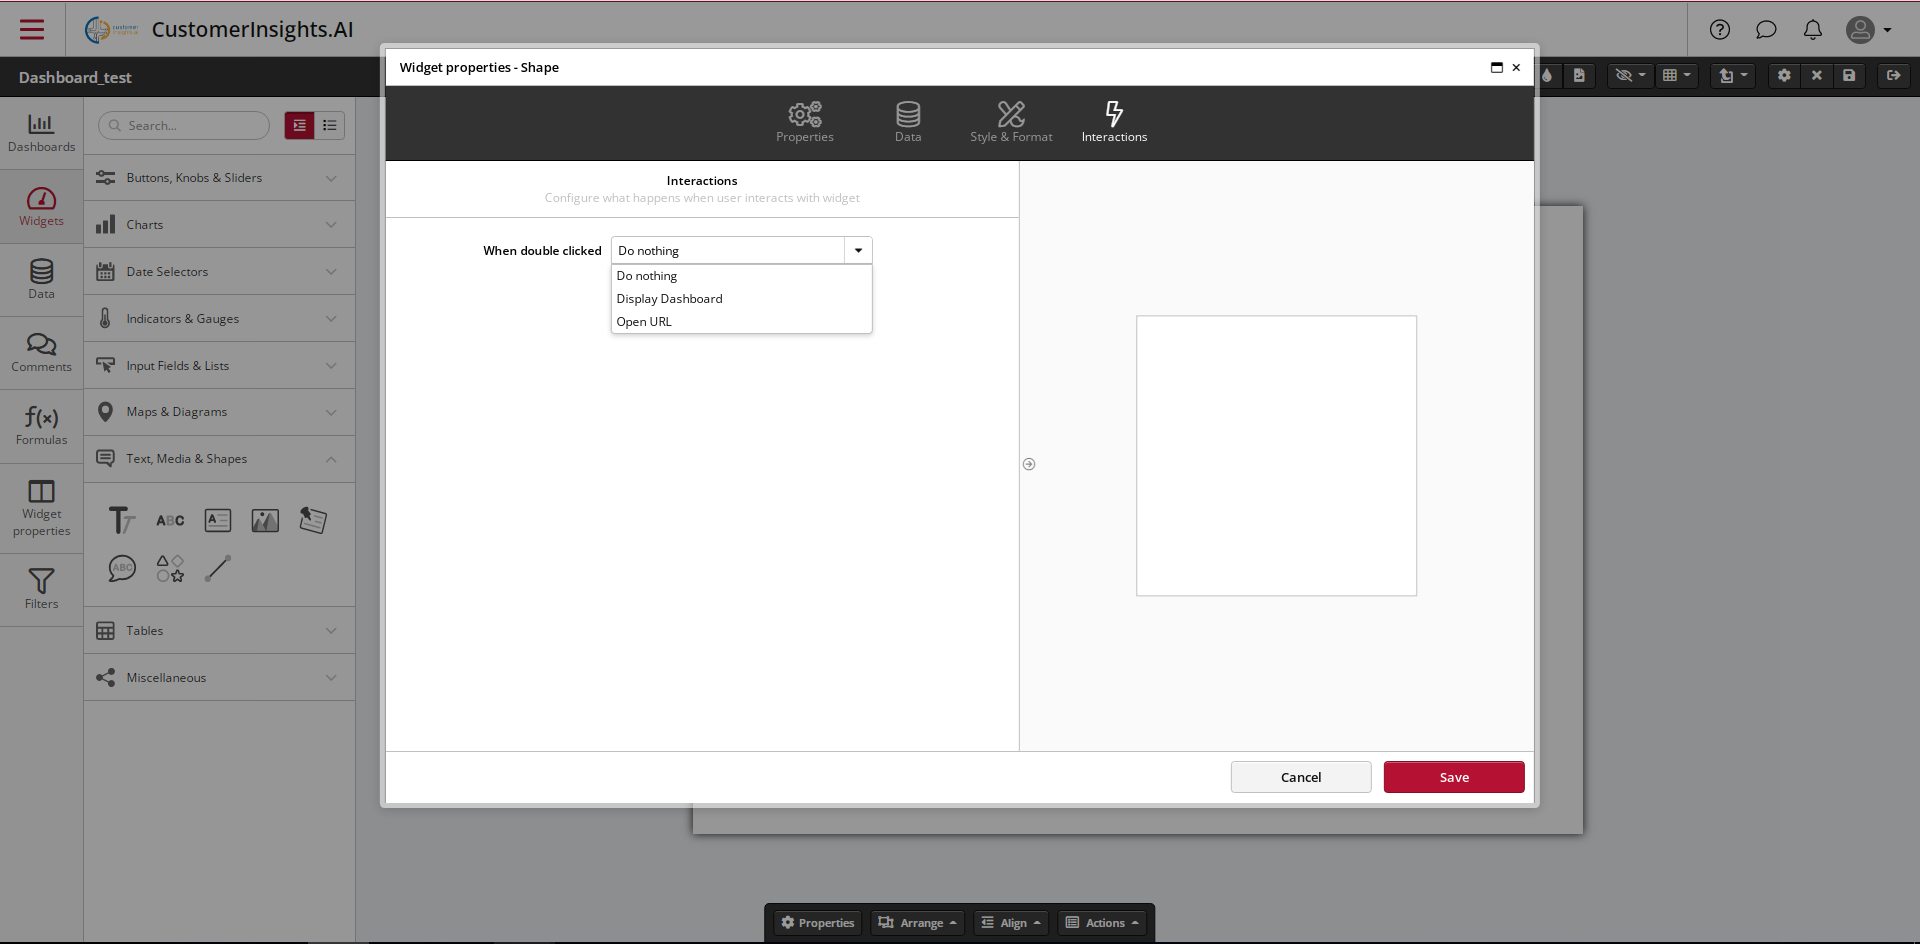 CustomerInsights.AI
Dashboard_test
Widget properties - Shape
Properties
Data
Style & Format
Interactions
Dashboards
Widgets
Data
Comments
Formulas
Widget
properties
Filters
Search...
Buttons, Knobs & Sliders
Charts
Date Selectors
Indicators & Gauges
Input Fields & Lists
Maps & Diagrams
Text, Media & Shapes
ABC
ABC
Tables
Miscellaneous
Interactions
Configure what happens when user interacts with widget
When double clicked
Do nothing
Do nothing
Display Dashboard
Open URL
Cancel
Save
Properties
Arrange
Align
Actions